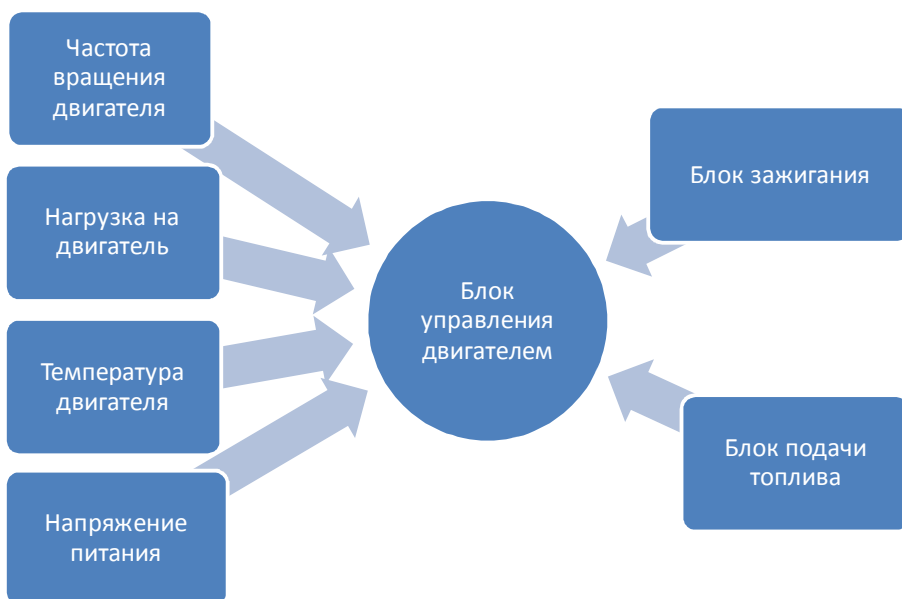 Частота
вращения
двигателя
Нагрузка на
двигатель
Температура
двигателя
Напряжение
питания
Блок
управления
двигателем
Блок зажигания
Блок подачи
топлива